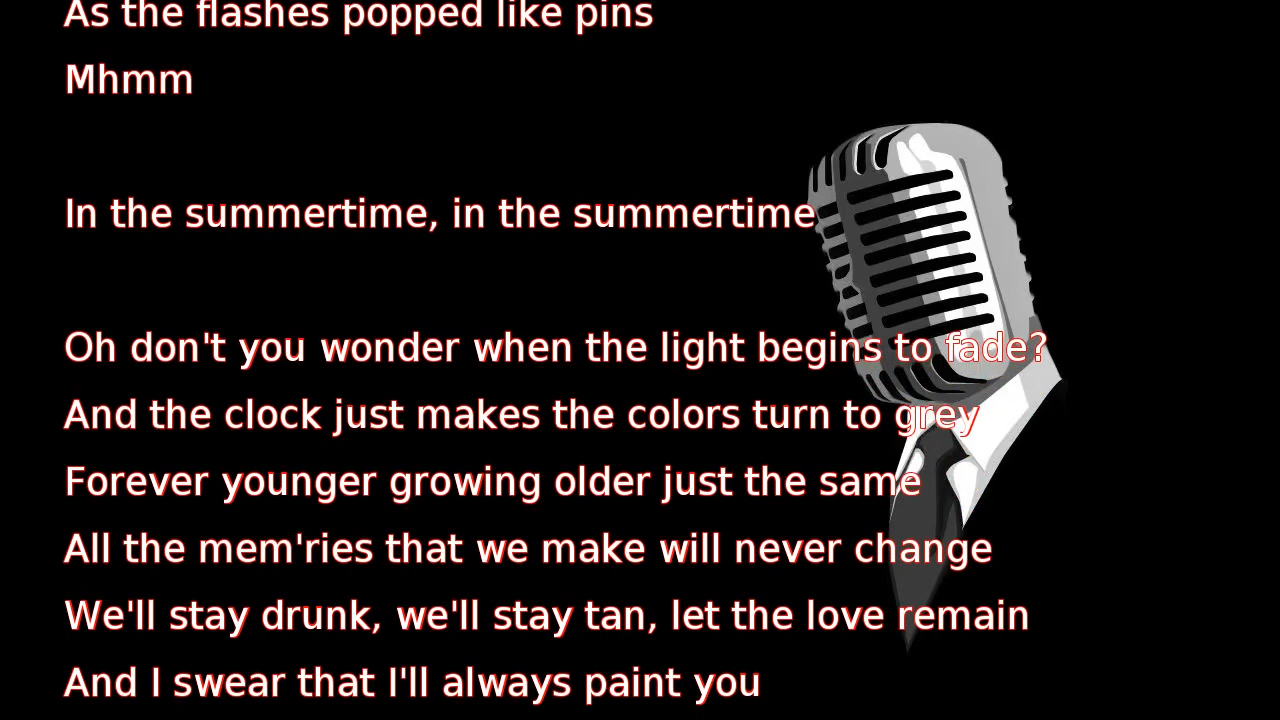 As the flashes popped like pins
Mhmm
In the summertime, in the summertime
Oh don't you wonder when the light begins to fade?
And the clock just makes the colors turn to grey
Forever younger growing older just the same
All the mem'ries that we make will never change
We'll stay drunk, we'll stay tan, let the love remain
And I swear that I'll always paint you